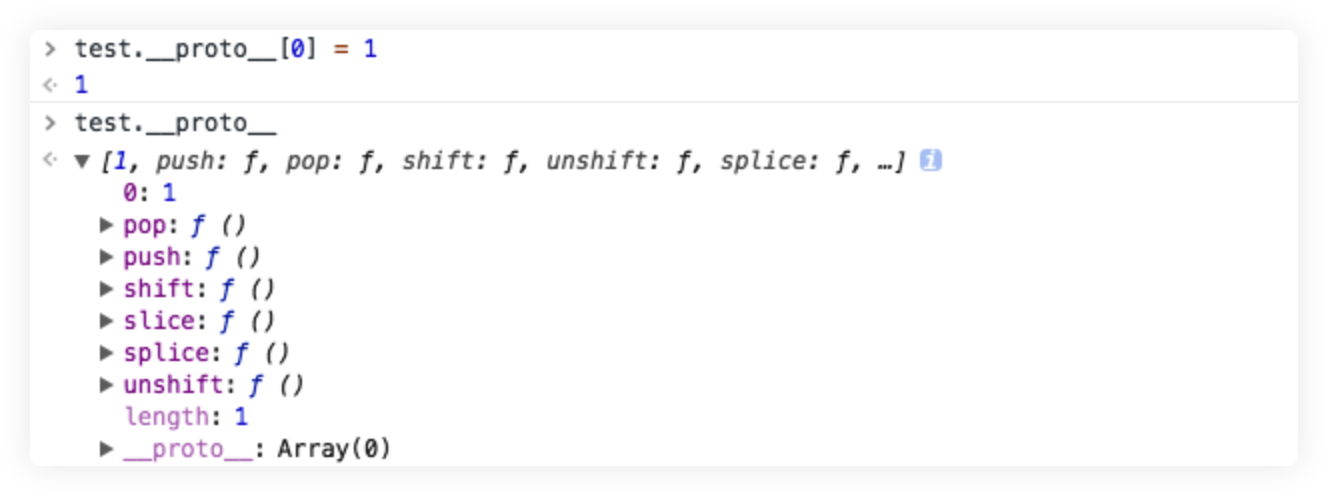 > test.__proto__[0] = 1
<· 1
> test.__proto__
<· ▼ [1, push: ƒ, pop: ƒ, shift: ƒ, unshift: ƒ, splice: ƒ, …] i
0: 1
▶ pop: ƒ ()
▶ push: ƒ ()
▶ shift: ƒ ()
▶ slice: ƒ ()
▶ splice: ƒ ()
▶ unshift: ƒ ()
length: 1
▶ __proto__: Array(0)